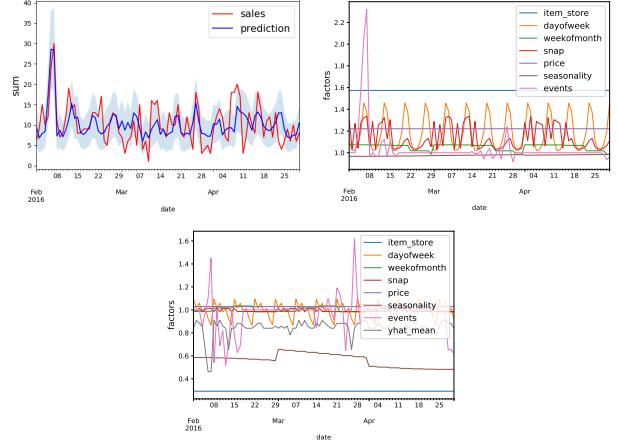 sales
prediction
sum
40
35
30
25
20
15
10
5
0
Feb
2016
08
15
22
29
Mar
07
14
21
28
Apr
04
11
18
25
date
item_store
dayofweek
weekofmonth
snap
price
seasonality
events
factors
2.2
2.0
1.8
1.6
1.4
1.2
1.0
Feb
2016
08
15
22
29
Mar
07
14
21
28
Apr
04
11
18
25
date
item_store
dayofweek
weekofmonth
snap
price
seasonality
events
yhat_mean
factors
1.6
1.4
1.2
1.0
0.8
0.6
0.4
Feb
2016
08
15
22
29
Mar
07
14
21
28
Apr
04
11
18
25
date